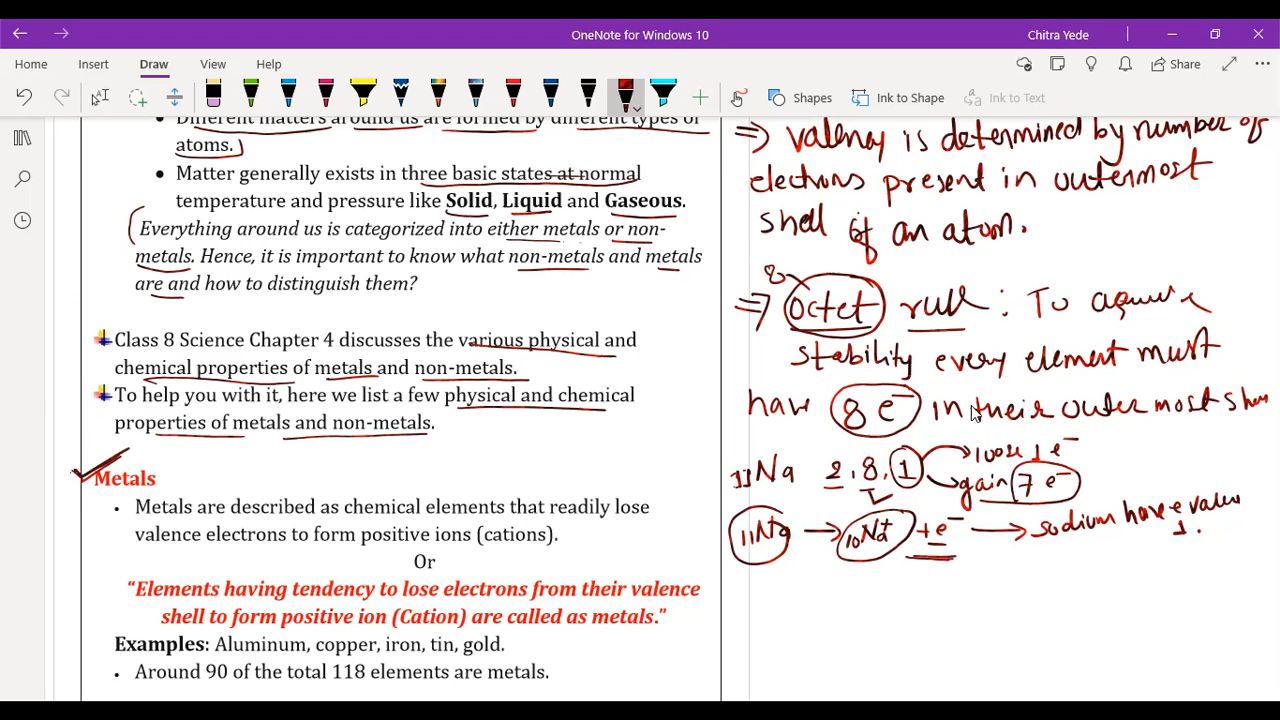 OneNote for Windows 10
Chitra Yede
Home Insert Draw View Help
Share
Shapes
Ink to Shape
Ink to Text
• Different matters around us are formed by different types of
atoms.
• Matter generally exists in three basic states at normal
temperature and pressure like Solid, Liquid and Gaseous.
Everything around us is categorized into either metals or non-
metals. Hence, it is important to know what non-metals and metals
are and how to distinguish them?
Class 8 Science Chapter 4 discusses the various physical and
chemical properties of metals and non-metals.
To help you with it, here we list a few physical and chemical
properties of metals and non-metals.
Metals
• Metals are described as chemical elements that readily lose
valence electrons to form positive ions (cations).
Or
“Elements having tendency to lose electrons from their valence
shell to form positive ion (Cation) are called as metals.”
Examples: Aluminum, copper, iron, tin, gold.
• Around 90 of the total 118 elements are metals.
⇒ valency is determined by number of
electrons present in outermost
shell of an atom.
8
⇒ octet rule : To acquire
stability every element must
have 8 e⁻ in their outermost shell
11Na 2,8,1 → loose 1 e⁻
gain 7 e⁻
11Na → 10Na⁺ + e⁻ → sodium have valen
1.